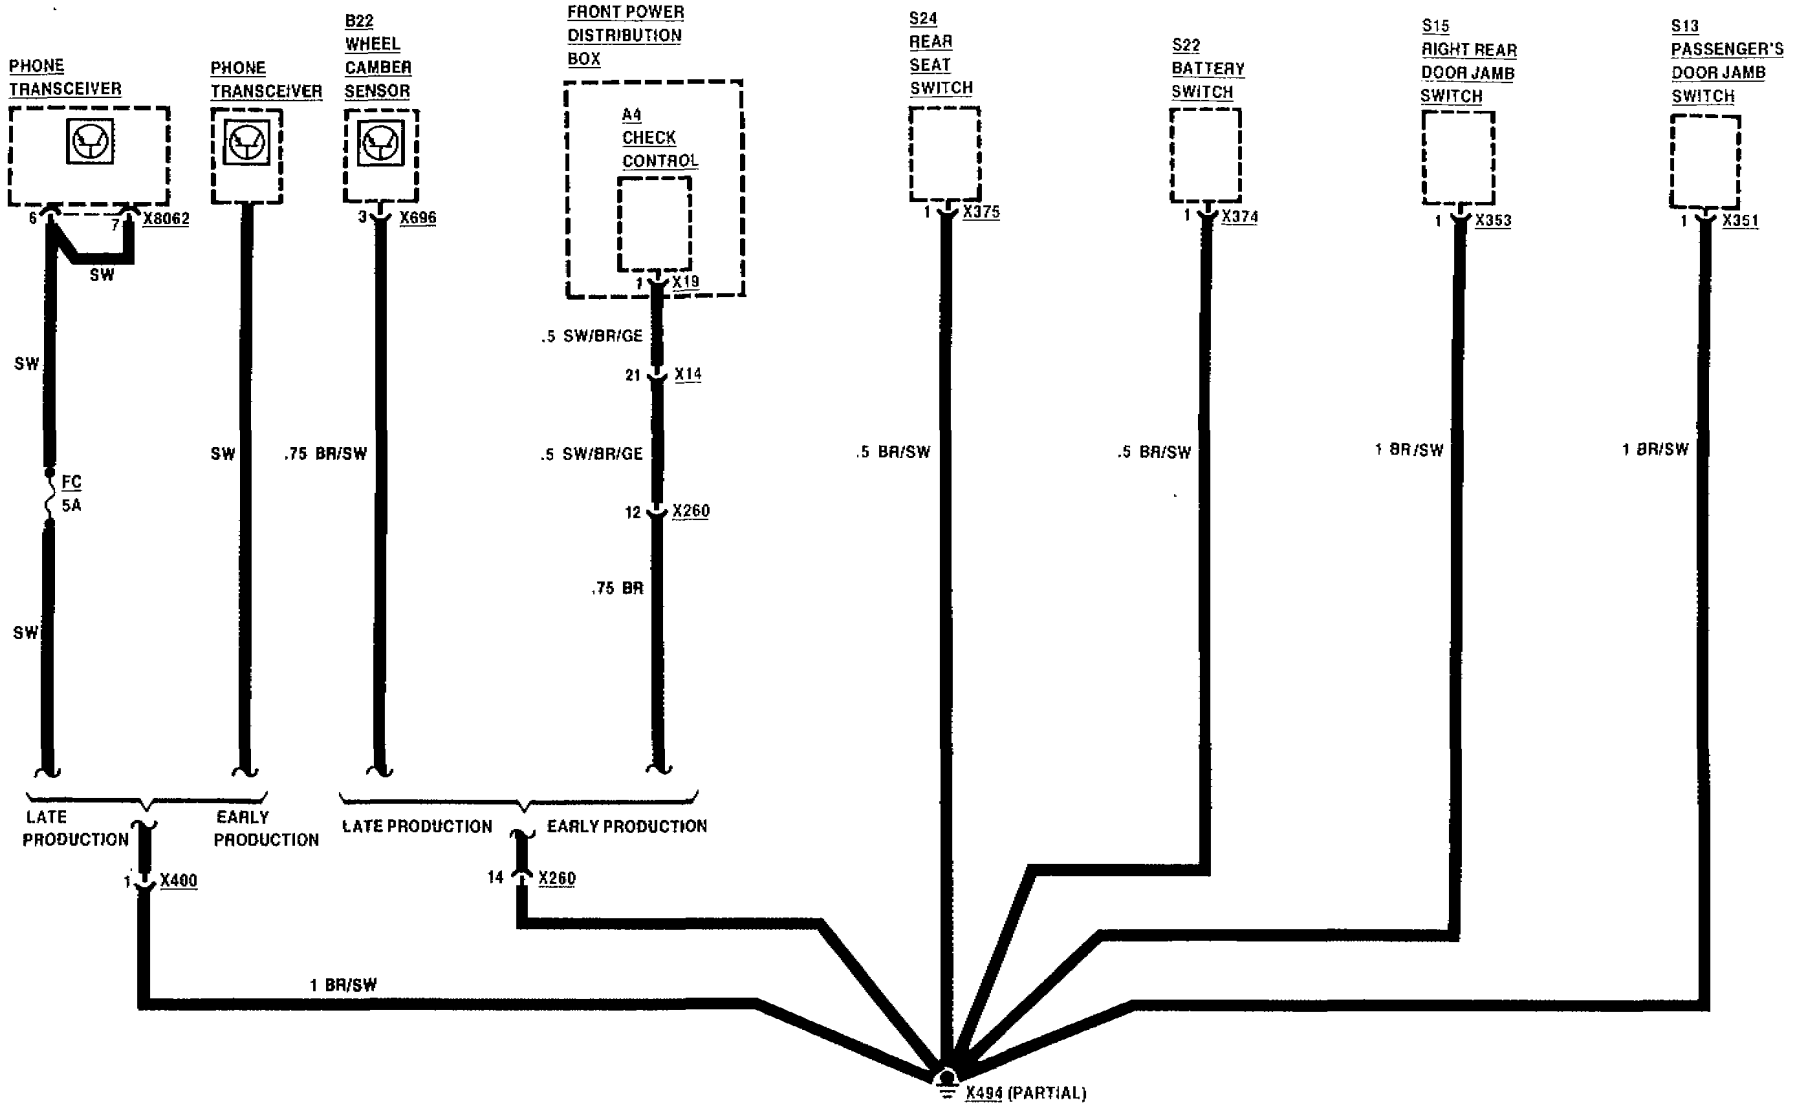 PHONE
TRANSCEIVER
PHONE
TRANSCEIVER
B22
WHEEL
CAMBER
SENSOR
FRONT POWER
DISTRIBUTION
BOX
A4
CHECK
CONTROL
S24
REAR
SEAT
SWITCH
S22
BATTERY
SWITCH
S15
RIGHT REAR
DOOR JAMB
SWITCH
S13
PASSENGER'S
DOOR JAMB
SWITCH
6
7
X8062
SW
3
X696
1
X19
1
X375
1
X374
1
X353
1
X351
.5 SW/BR/GE
SW
21
X14
SW
.75 BR/SW
.5 SW/BR/GE
.5 BR/SW
.5 BR/SW
1 BR/SW
1 BR/SW
FC
5A
12
X260
.75 BR
SW
LATE
PRODUCTION
EARLY
PRODUCTION
LATE PRODUCTION
EARLY PRODUCTION
1
X400
14
X260
1 BR/SW
X494 (PARTIAL)